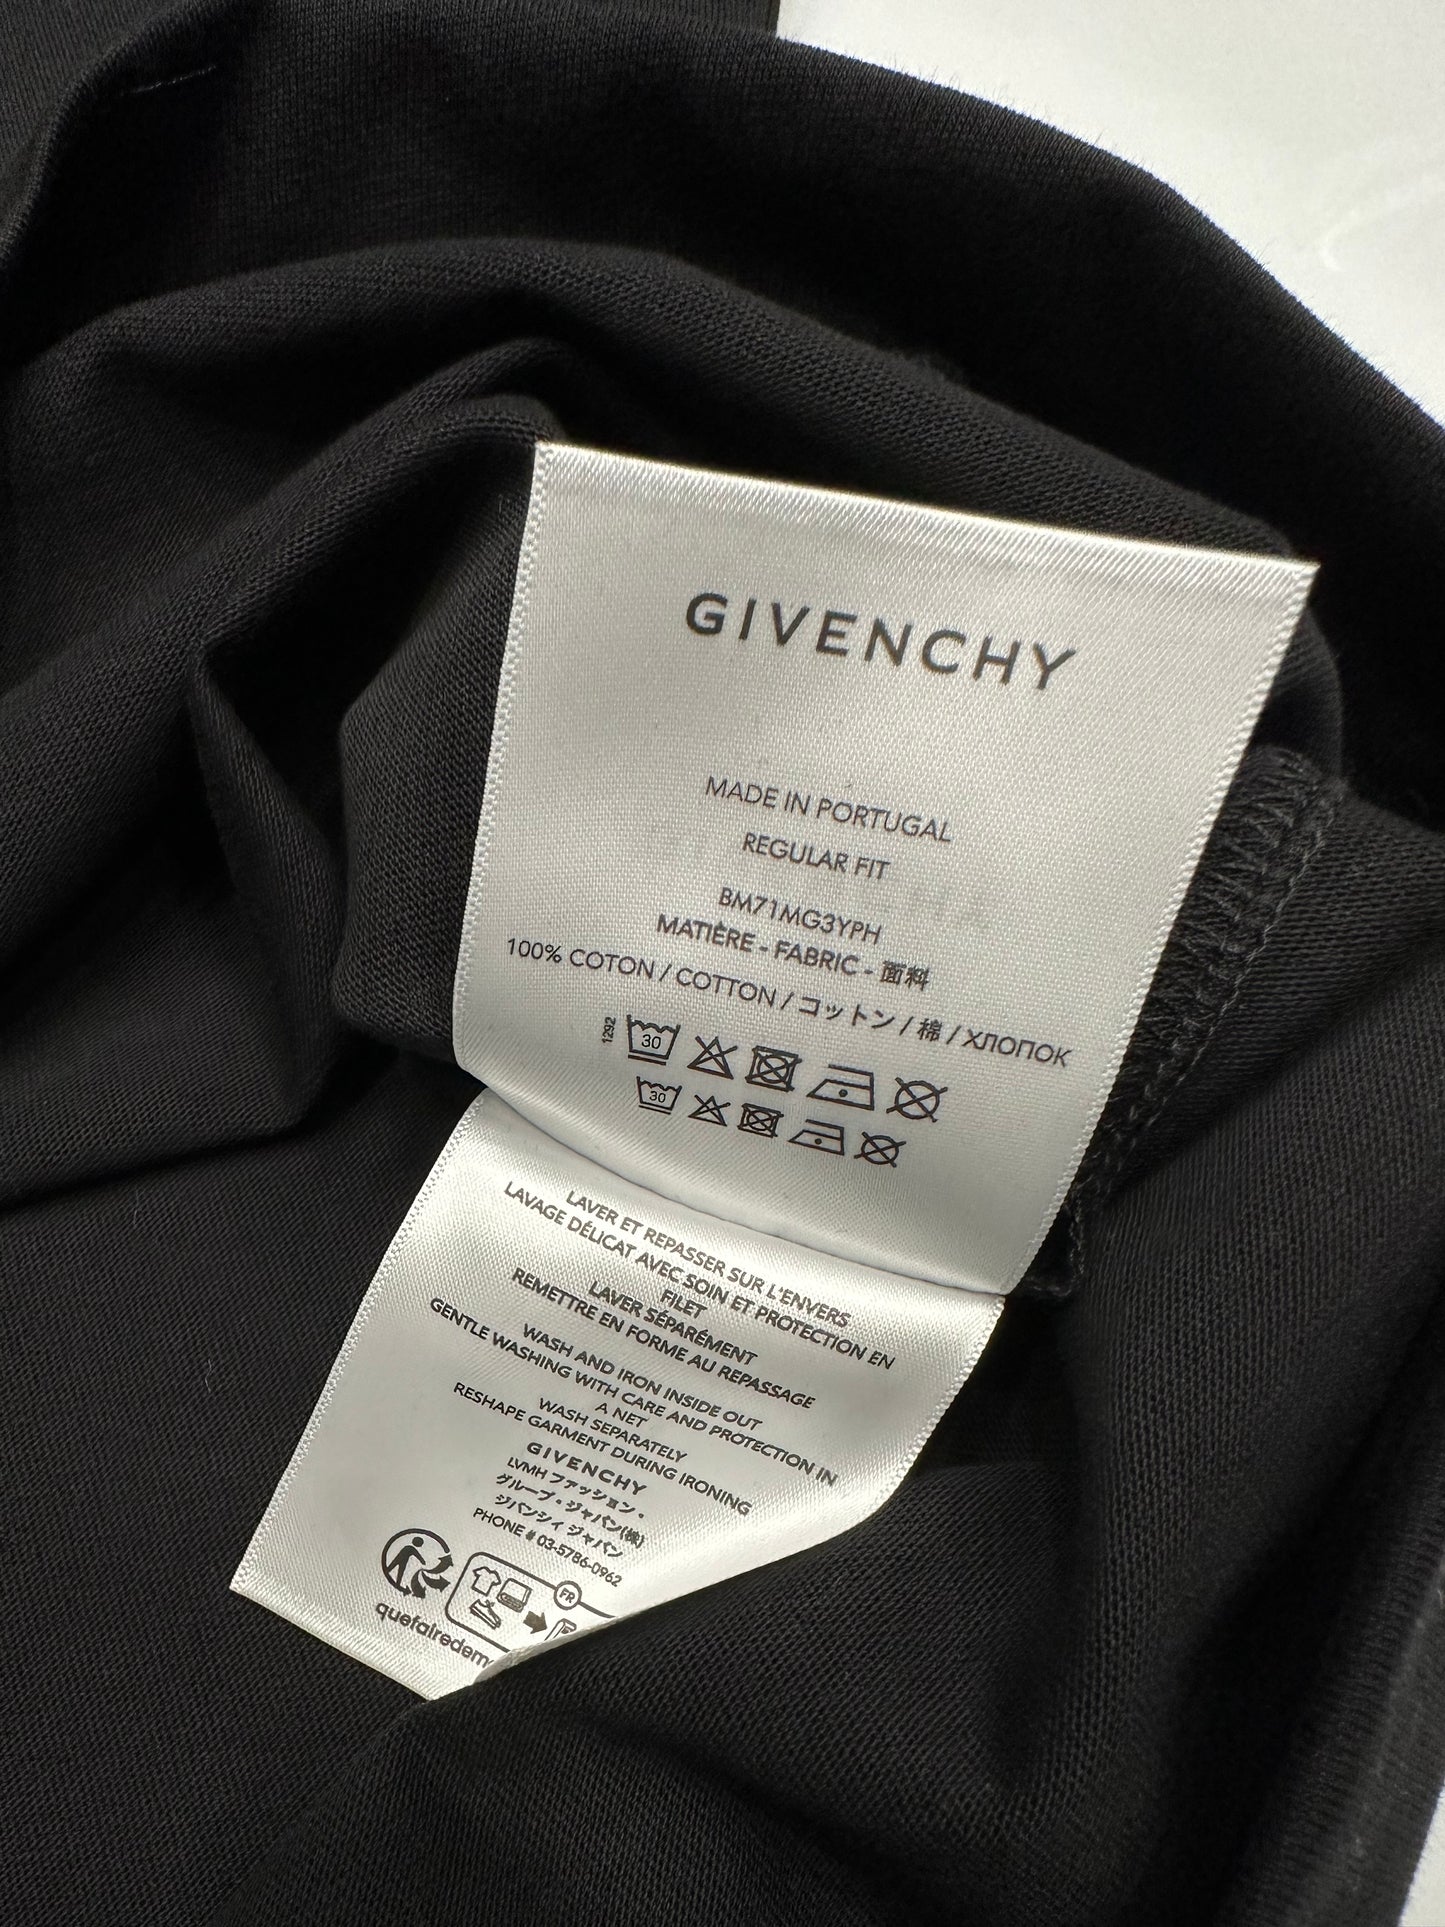 GIVENCHY
MADE IN PORTUGAL
REGULAR FIT
BM71MG3YPH
MATIÈRE - FABRIC - 面料
100% COTON / COTTON / コットン / 棉 / ХЛОПОК
1292
30
30
LAVER ET REPASSER SUR L'ENVERS
LAVAGE DÉLICAT AVEC SOIN ET PROTECTION EN
FILET
LAVER SÉPARÉMENT
REMETTRE EN FORME AU REPASSAGE
WASH AND IRON INSIDE OUT
GENTLE WASHING WITH CARE AND PROTECTION IN
A NET
WASH SEPARATELY
RESHAPE GARMENT DURING IRONING
GIVENCHY
LVMH ファッション・
グループ・ジャパン(株)
ジバンシィ ジャパン
PHONE # 03-5786-0962
FR
quefairedem